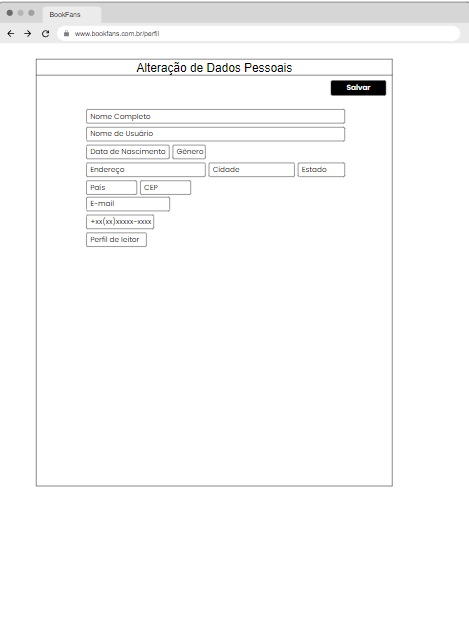 BookFans
www.bookfans.com.br/perfil
Alteração de Dados Pessoais
Salvar
Nome Completo
Nome de Usuário
Data de Nascimento Gênero
Endereço Cidade Estado
País CEP
E-mail
+xx(xx)xxxxx-xxxx
Perfil de leitor